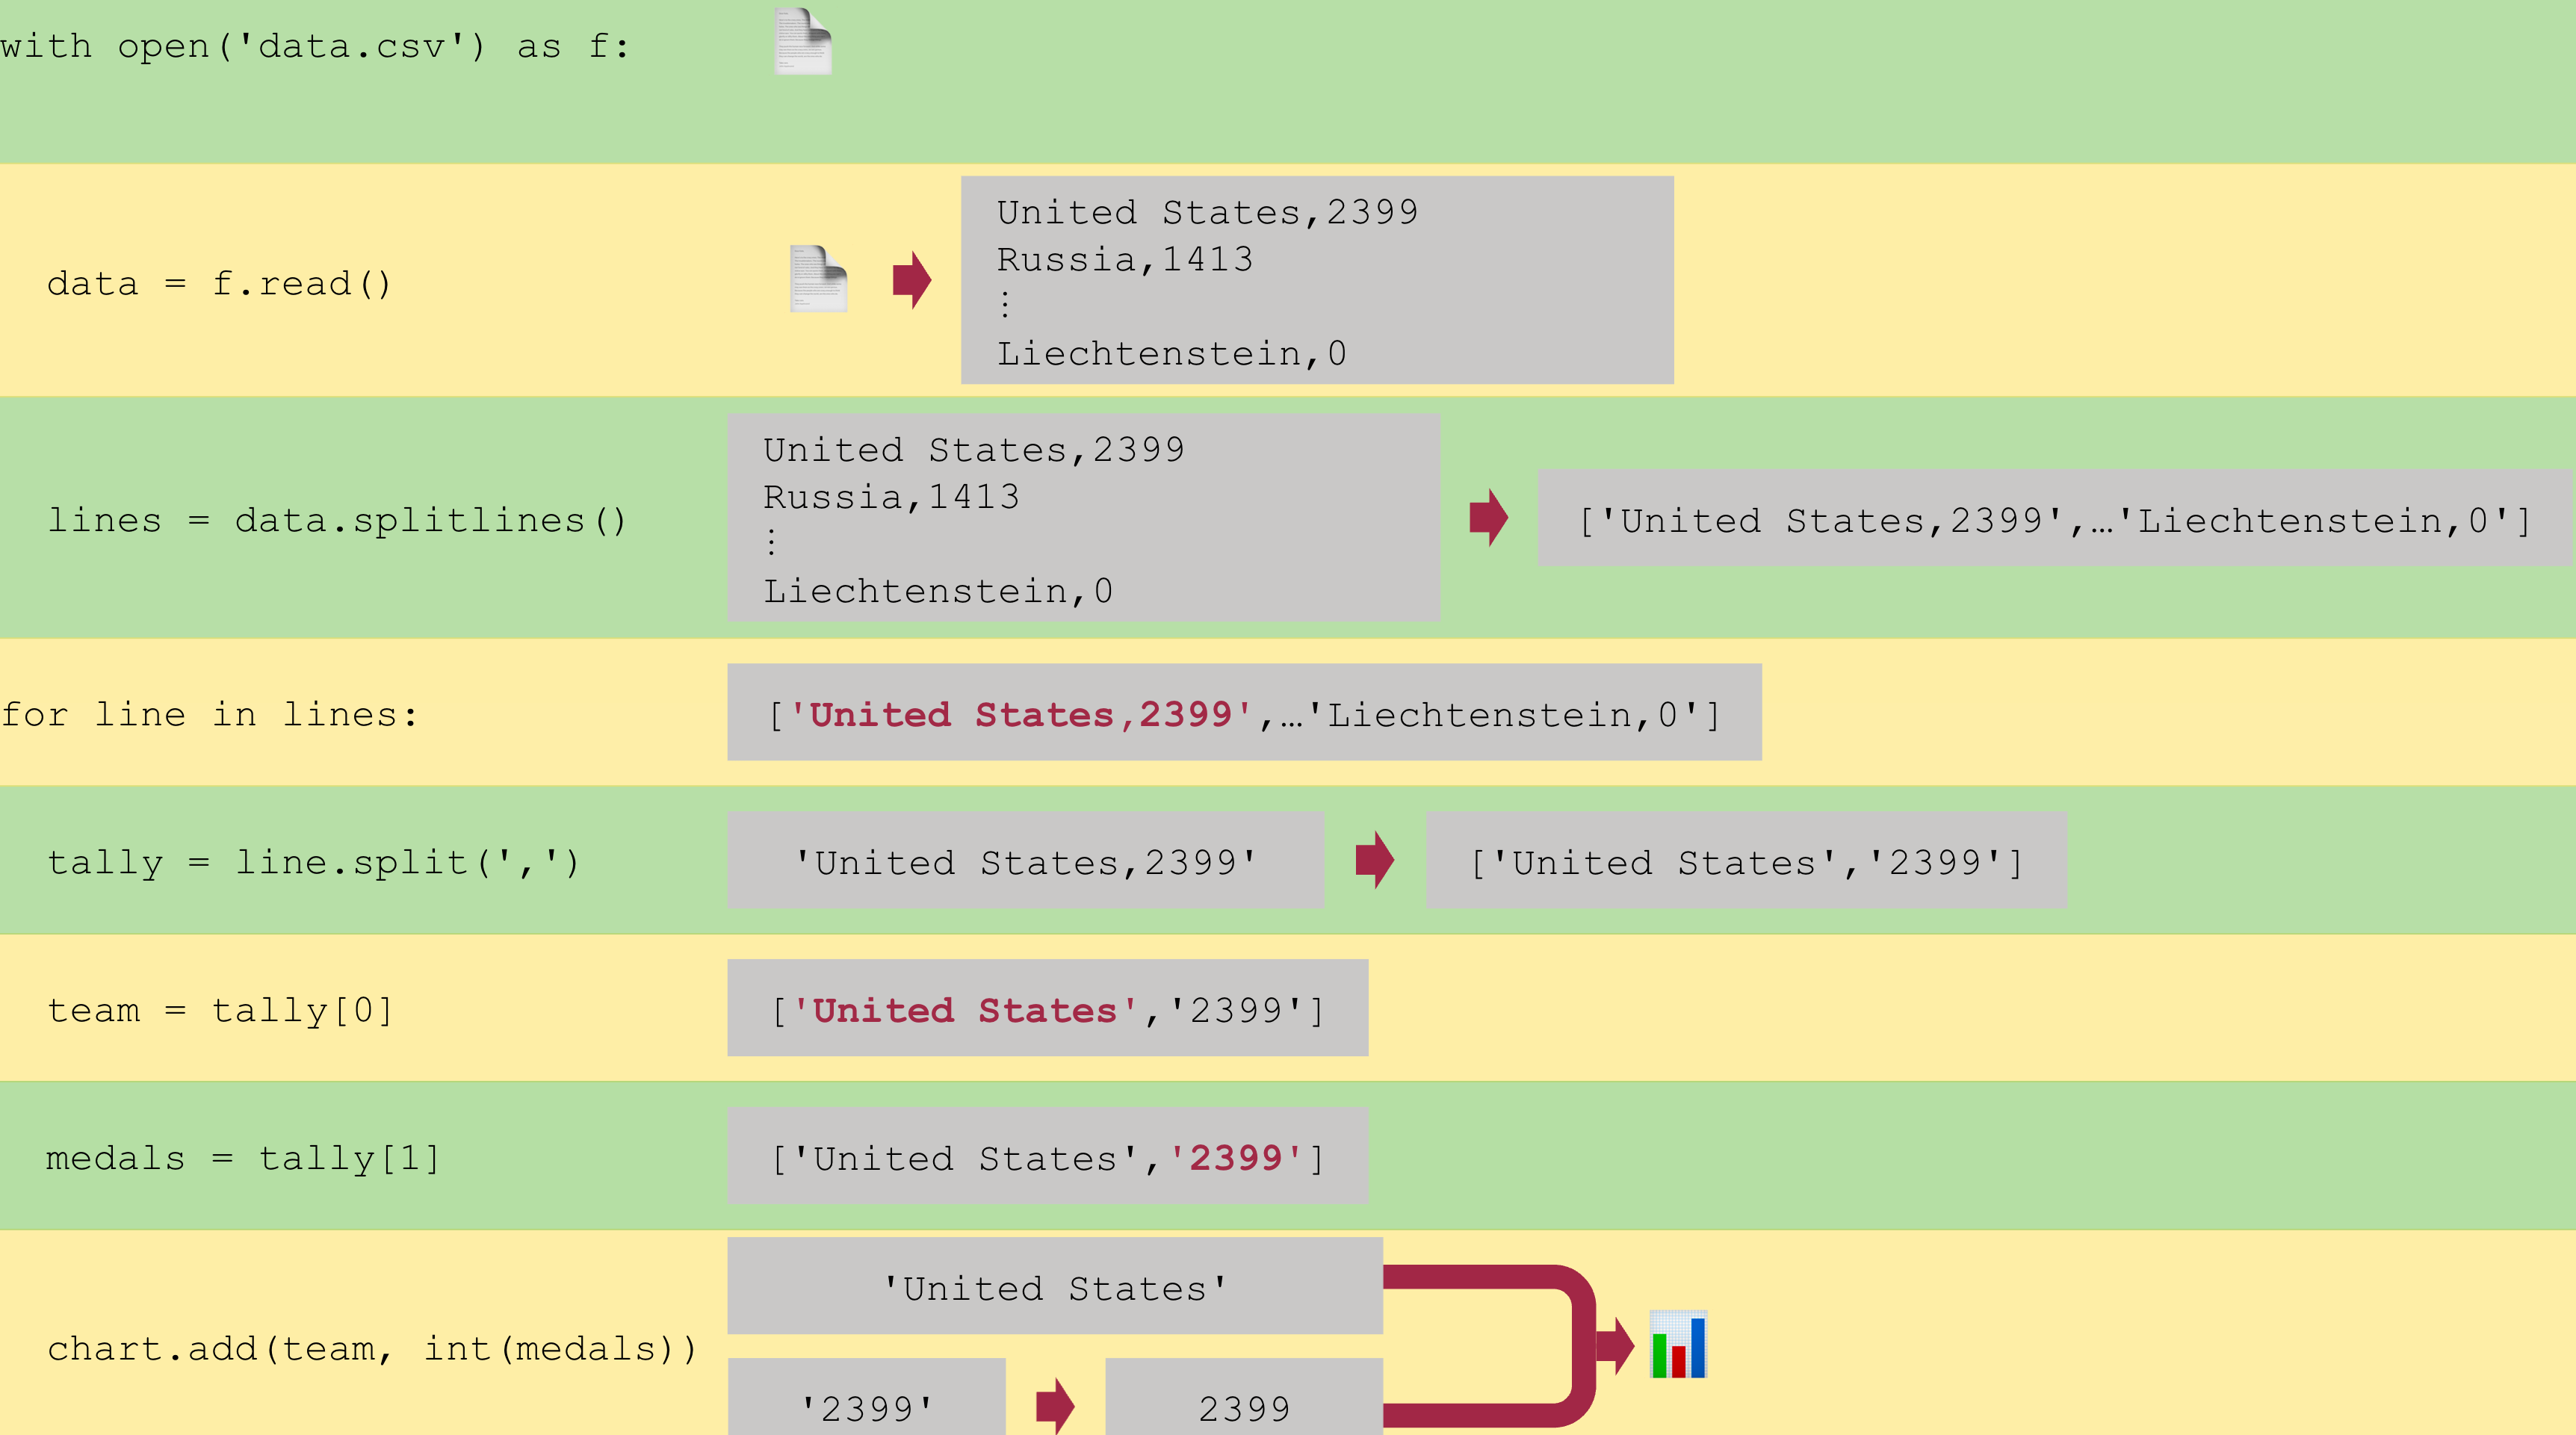 with open('data.csv') as f:
data = f.read()
United States,2399
Russia,1413
⋮
Liechtenstein,0
lines = data.splitlines()
United States,2399
Russia,1413
⋮
Liechtenstein,0
['United States,2399',…'Liechtenstein,0']
for line in lines:
['United States,2399',…'Liechtenstein,0']
tally = line.split(',')
'United States,2399'
['United States','2399']
team = tally[0]
['United States','2399']
medals = tally[1]
['United States','2399']
chart.add(team, int(medals))
'United States'
'2399'
2399